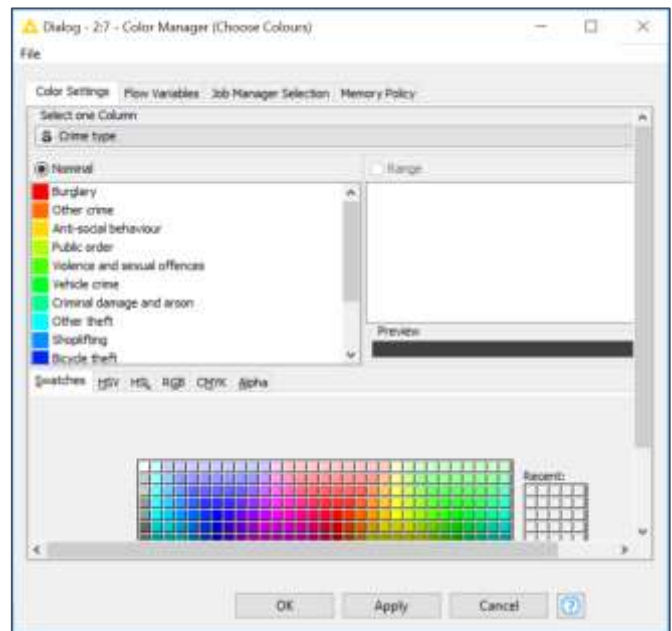 Dialog - 2:7 - Color Manager (Choose Colours)
File
Color Settings Flow Variables Job Manager Selection Memory Policy
Select one Column
S Crime type
Nominal
Range
Burglary
Other crime
Anti-social behaviour
Public order
Violence and sexual offences
Vehicle crime
Criminal damage and arson
Other theft
Shoplifting
Bicycle theft
Preview
Swatches HSV HSL RGB CMYK Alpha
Recent:
OK Apply Cancel ?